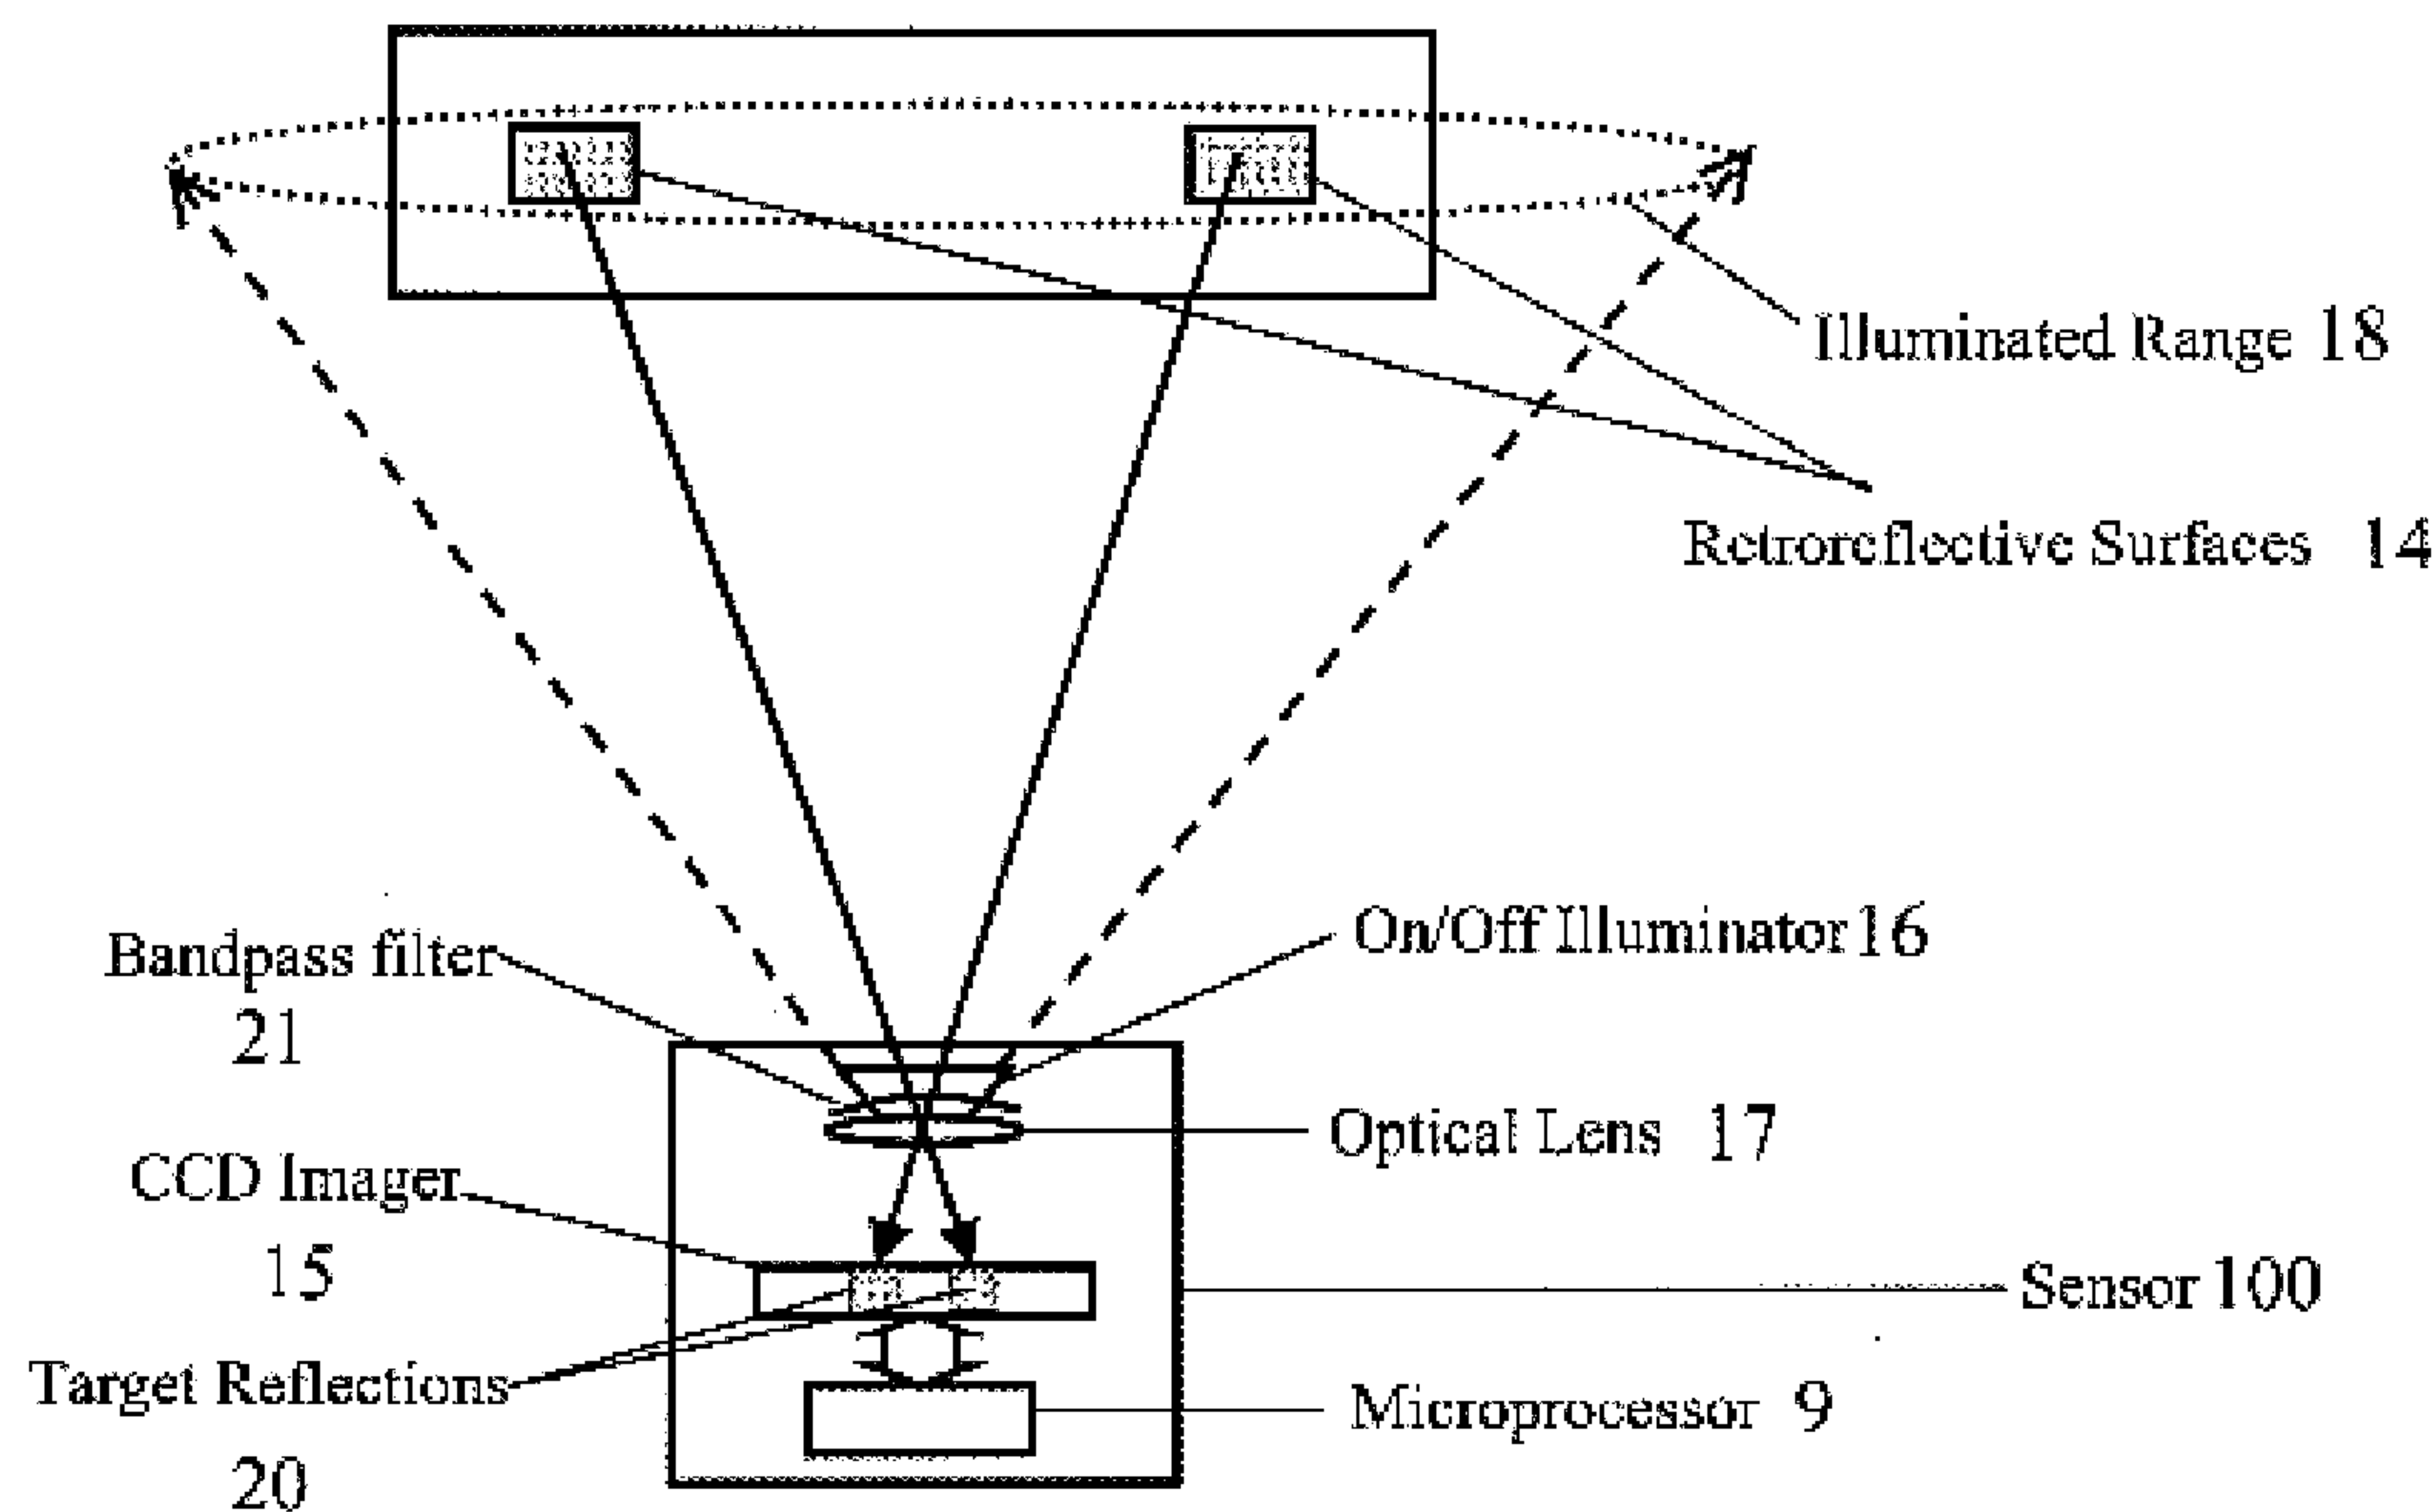 Illuminated Range 18
Retroreflective Surfaces 14
Bandpass filter
21
On/Off Illuminator 16
Optical Lens 17
CCD Imager
15
Sensor 100
Target Reflections
20
Microprocessor 9